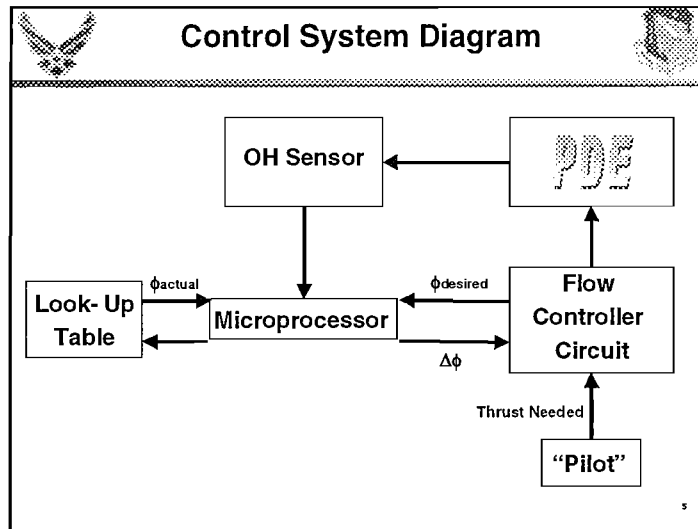 Control System Diagram
OH Sensor
PDE
Look- Up
Table
ϕactual
Microprocessor
ϕdesired
Δϕ
Flow
Controller
Circuit
Thrust Needed
“Pilot”
5